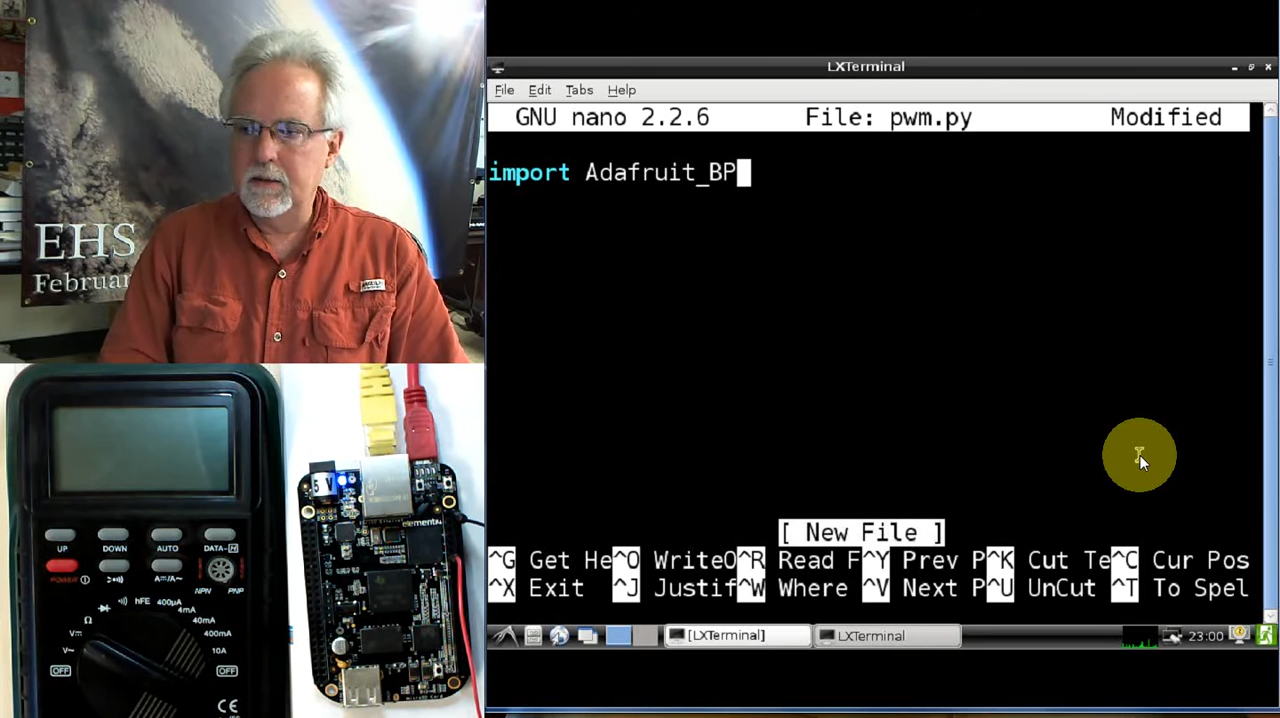 EHS
Februar
LXTerminal
File Edit Tabs Help
GNU nano 2.2.6 File: pwm.py Modified
import Adafruit_BP
[ New File ]
^G Get He^O WriteO^R Read F^Y Prev P^K Cut Te^C Cur Pos
^X Exit ^J Justif^W Where ^V Next P^U UnCut ^T To Spel
[LXTerminal] LXTerminal 23:00
UP DOWN AUTO DATA-H
POWER
NPN PNP
hFE 400µA
4mA
40mA
400mA
10A
Ω
V⎓
V~
A⎓/A~
OFF OFF
CE
5 V
element14
microSD Card